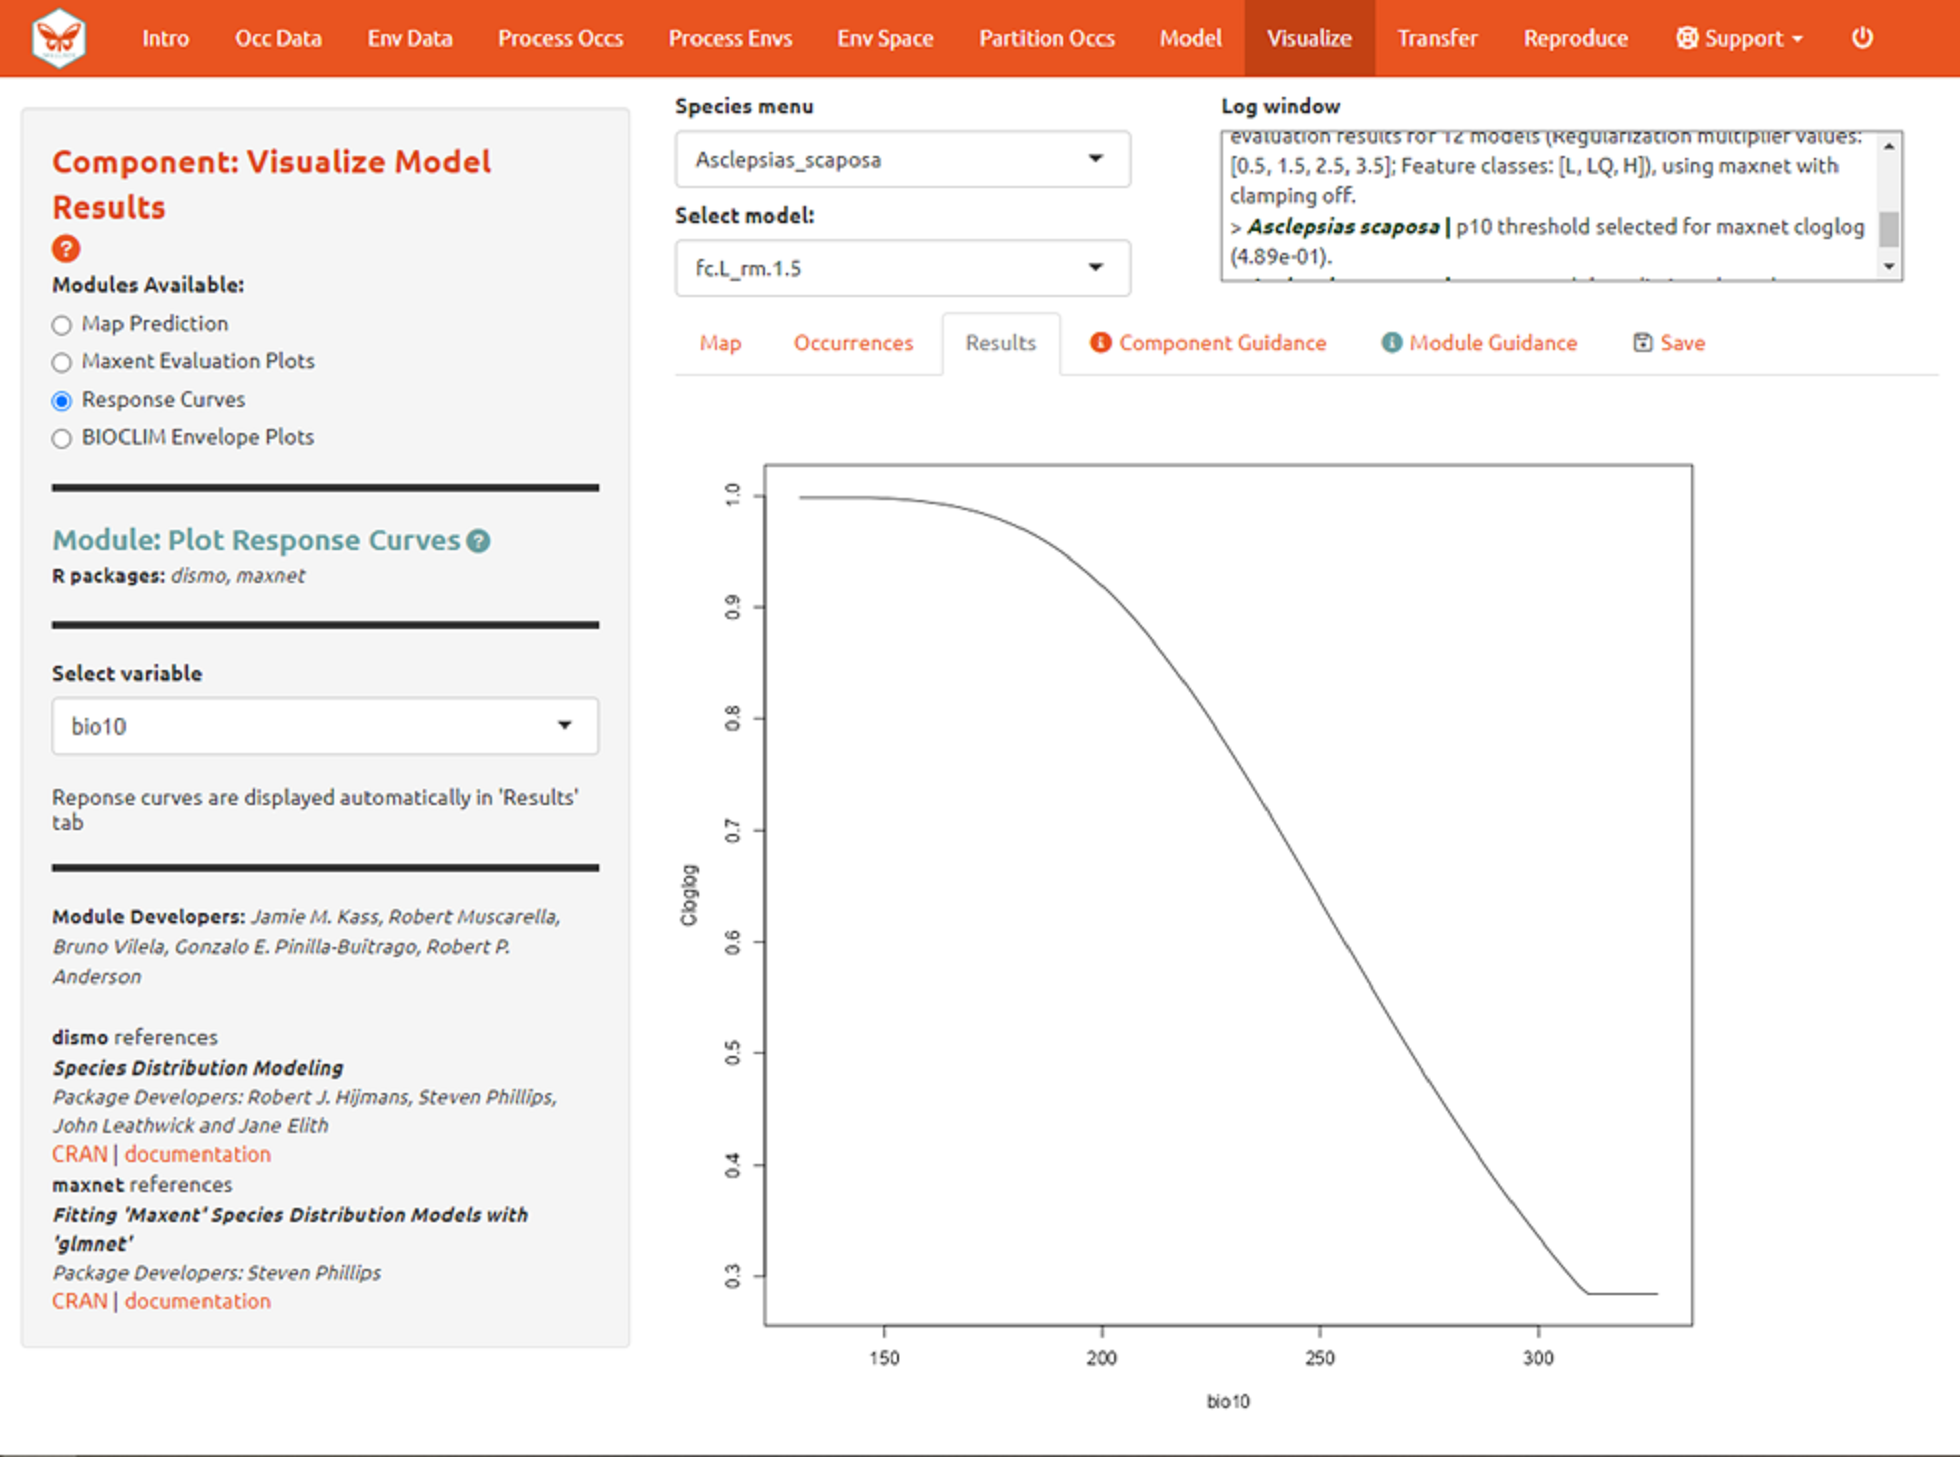 Intro Occ Data Env Data Process Occs Process Envs Env Space Partition Occs Model Visualize Transfer Reproduce Support
Component: Visualize Model
Results
?
Modules Available:
Map Prediction
Maxent Evaluation Plots
Response Curves
BIOCLIM Envelope Plots
Module: Plot Response Curves ?
R packages: dismo, maxnet
Select variable
bio10
Reponse curves are displayed automatically in 'Results'
tab
Module Developers: Jamie M. Kass, Robert Muscarella,
Bruno Vilela, Gonzalo E. Pinilla-Buitrago, Robert P.
Anderson
dismo references
Species Distribution Modeling
Package Developers: Robert J. Hijmans, Steven Phillips,
John Leathwick and Jane Elith
CRAN | documentation
maxnet references
Fitting 'Maxent' Species Distribution Models with
'glmnet'
Package Developers: Steven Phillips
CRAN | documentation
Species menu
Asclepsias_scaposa
Select model:
fc.L_rm.1.5
Log window
evaluation results for 12 models (Regularization multiplier values:
[0.5, 1.5, 2.5, 3.5]; Feature classes: [L, LQ, H]), using maxnet with
clamping off.
> Asclepsias scaposa | p10 threshold selected for maxnet cloglog
(4.89e-01).
Map Occurrences Results Component Guidance Module Guidance Save
1.0
0.9
0.8
0.7
0.6
0.5
0.4
0.3
Cloglog
150 200 250 300
bio10